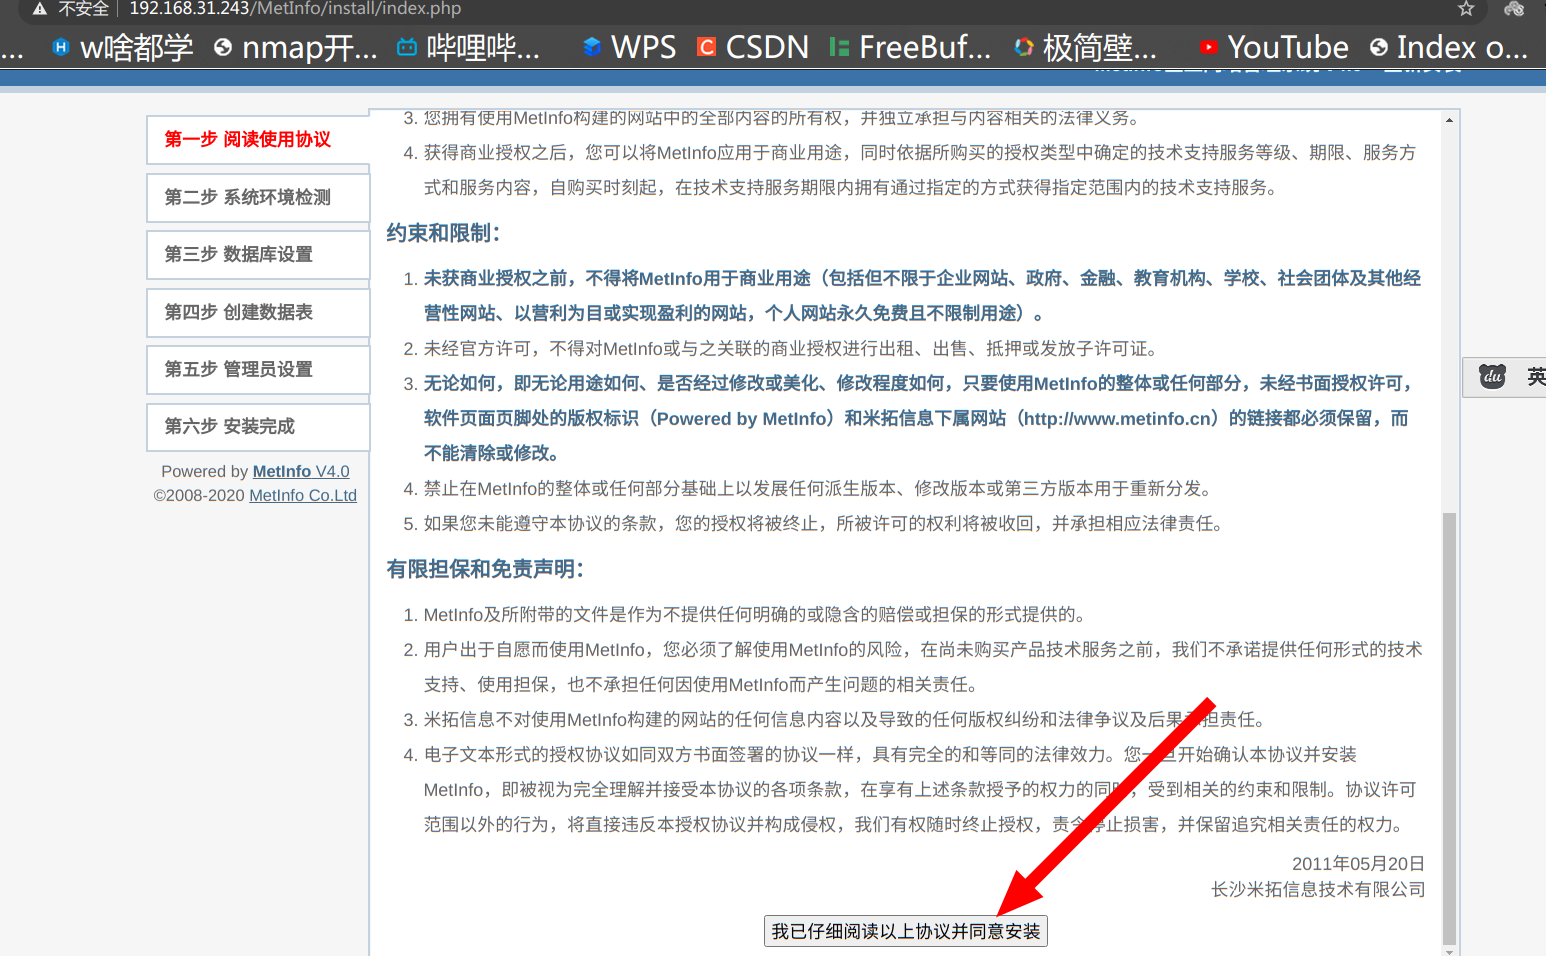 不安全 192.168.31.243/MetInfo/install/index.php
... w啥都学 nmap开... 哔哩哔... WPS CSDN FreeBuf... 极简壁... YouTube Index o...
第一步 阅读使用协议
第二步 系统环境检测
第三步 数据库设置
第四步 创建数据表
第五步 管理员设置
第六步 安装完成
Powered by MetInfo V4.0
©2008-2020 MetInfo Co.Ltd
3. 您拥有使用MetInfo构建的网站中的全部内容的所有权，并独立承担与内容相关的法律义务。
4. 获得商业授权之后，您可以将MetInfo应用于商业用途，同时依据所购买的授权类型中确定的技术支持服务等级、期限、服务方
式和服务内容，自购买时刻起，在技术支持服务期限内拥有通过指定的方式获得指定范围内的技术支持服务。
约束和限制：
1. 未获商业授权之前，不得将MetInfo用于商业用途（包括但不限于企业网站、政府、金融、教育机构、学校、社会团体及其他经
营性网站、以营利为目或实现盈利的网站，个人网站永久免费且不限制用途）。
2. 未经官方许可，不得对MetInfo或与之关联的商业授权进行出租、出售、抵押或发放子许可证。
3. 无论如何，即无论用途如何、是否经过修改或美化、修改程度如何，只要使用MetInfo的整体或任何部分，未经书面授权许可，
软件页面页脚处的版权标识（Powered by MetInfo）和米拓信息下属网站（http://www.metinfo.cn）的链接都必须保留，而
不能清除或修改。
4. 禁止在MetInfo的整体或任何部分基础上以发展任何派生版本、修改版本或第三方版本用于重新分发。
5. 如果您未能遵守本协议的条款，您的授权将被终止，所被许可的权利将被收回，并承担相应法律责任。
有限担保和免责声明：
1. MetInfo及所附带的文件是作为不提供任何明确的或隐含的赔偿或担保的形式提供的。
2. 用户出于自愿而使用MetInfo，您必须了解使用MetInfo的风险，在尚未购买产品技术服务之前，我们不承诺提供任何形式的技术
支持、使用担保，也不承担任何因使用MetInfo而产生问题的相关责任。
3. 米拓信息不对使用MetInfo构建的网站的任何信息内容以及导致的任何版权纠纷和法律争议及后果承担责任。
4. 电子文本形式的授权协议如同双方书面签署的协议一样，具有完全的和等同的法律效力。您一旦开始确认本协议并安装
MetInfo，即被视为完全理解并接受本协议的各项条款，在享有上述条款授予的权力的同时，受到相关的约束和限制。协议许可
范围以外的行为，将直接违反本授权协议并构成侵权，我们有权随时终止授权，责令停止损害，并保留追究相关责任的权力。
2011年05月20日
长沙米拓信息技术有限公司
我已仔细阅读以上协议并同意安装
du 英